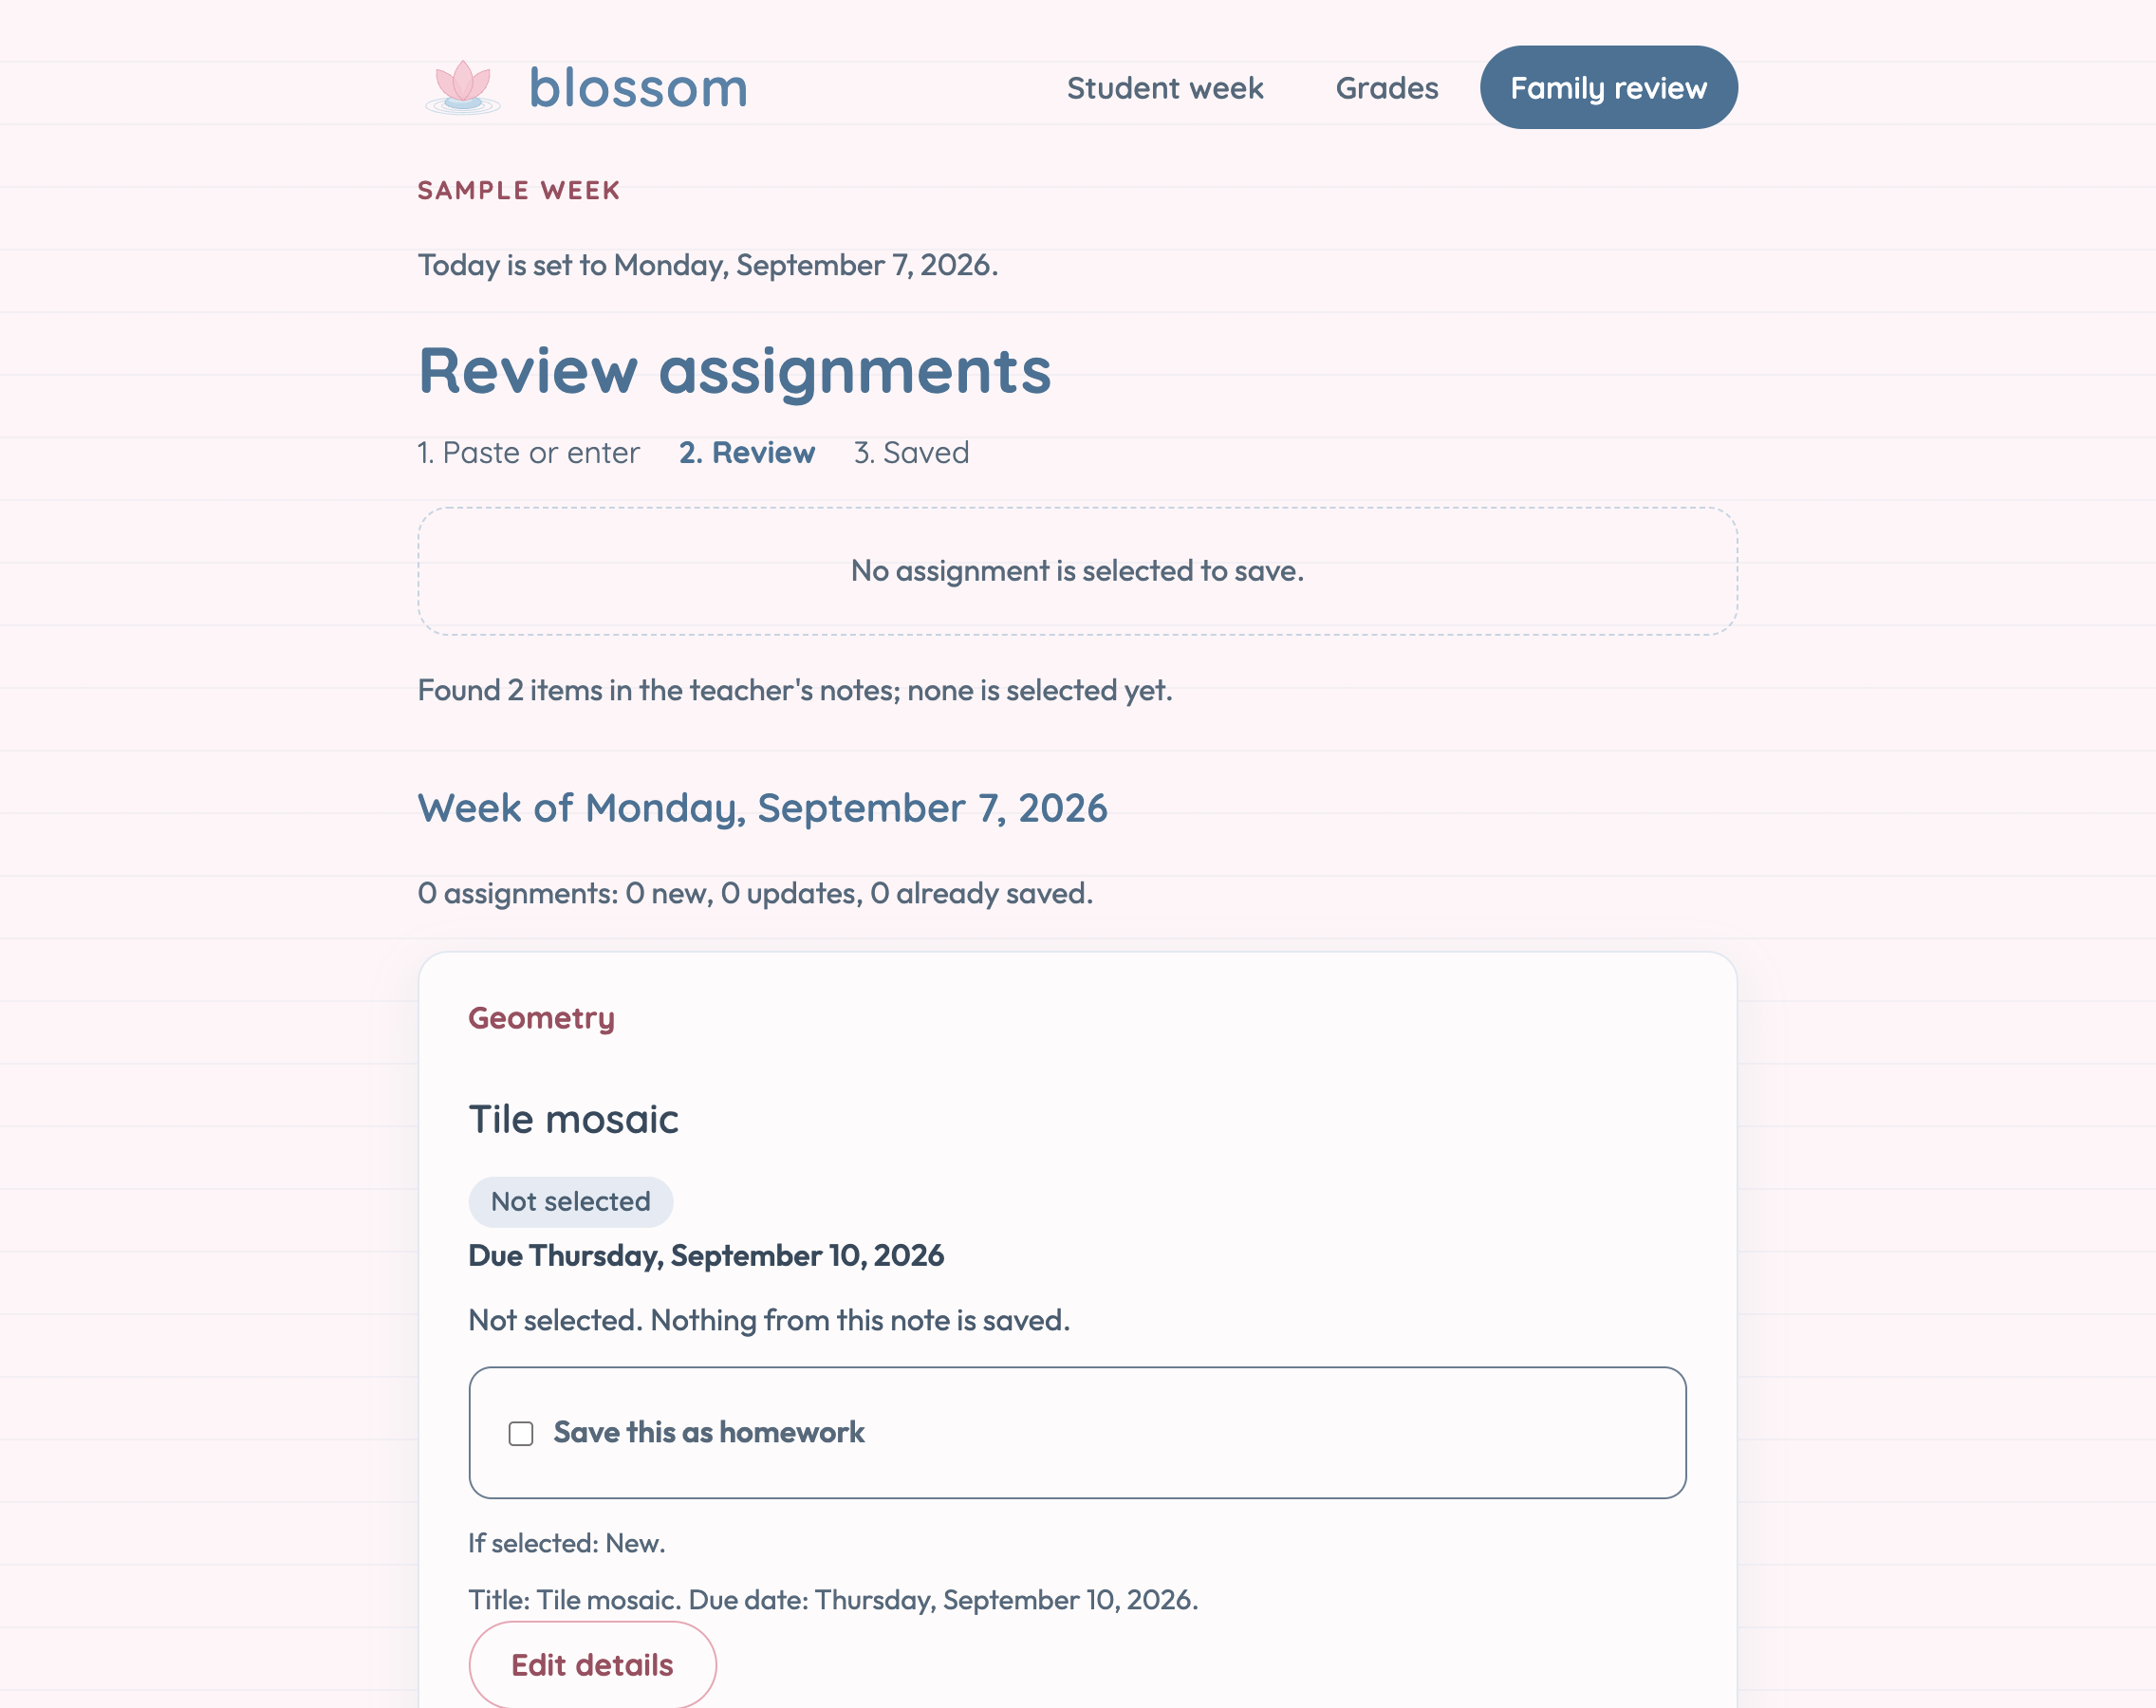 blossom
Student week
Grades
Family review
SAMPLE WEEK
Today is set to Monday, September 7, 2026.
Review assignments
1. Paste or enter
2. Review
3. Saved
No assignment is selected to save.
Found 2 items in the teacher's notes; none is selected yet.
Week of Monday, September 7, 2026
0 assignments: 0 new, 0 updates, 0 already saved.
Geometry
Tile mosaic
Not selected
Due Thursday, September 10, 2026
Not selected. Nothing from this note is saved.
Save this as homework
If selected: New.
Title: Tile mosaic. Due date: Thursday, September 10, 2026.
Edit details